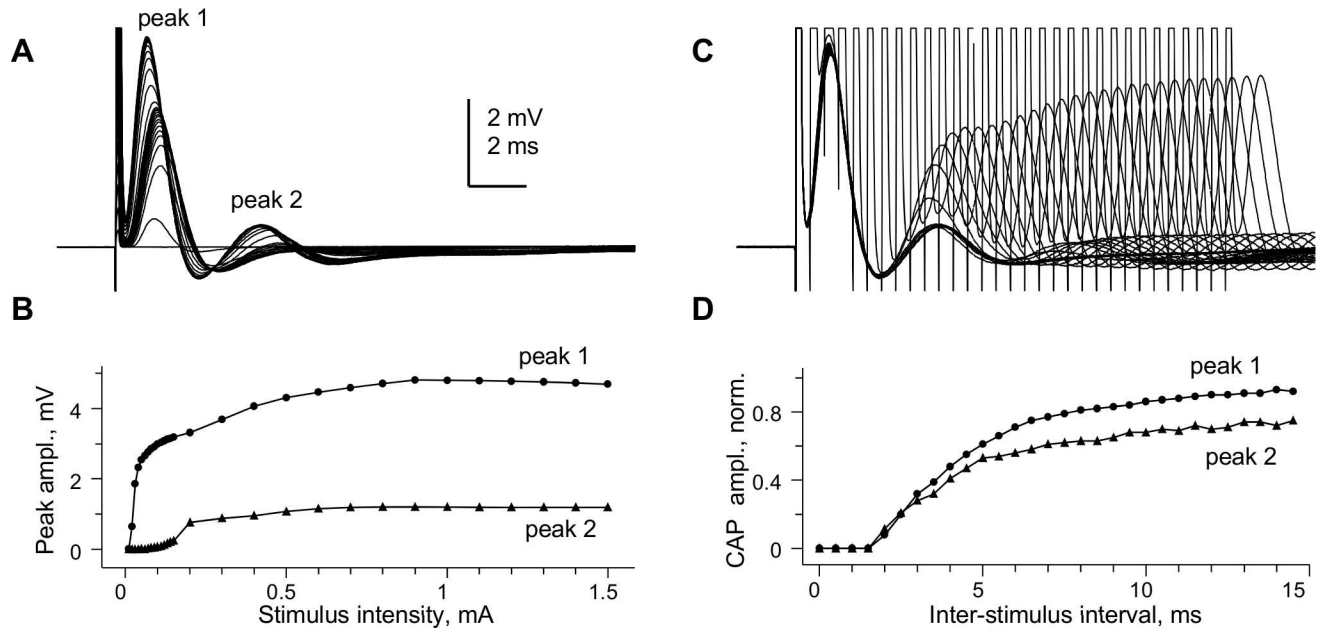 A
peak 1
peak 2
2 mV
2 ms
B
Peak ampl., mV
4
2
0
peak 1
peak 2
0
0.5
1
1.5
Stimulus intensity, mA
C
D
CAP ampl., norm.
0.8
0.4
0
peak 1
peak 2
0
5
10
15
Inter-stimulus interval, ms